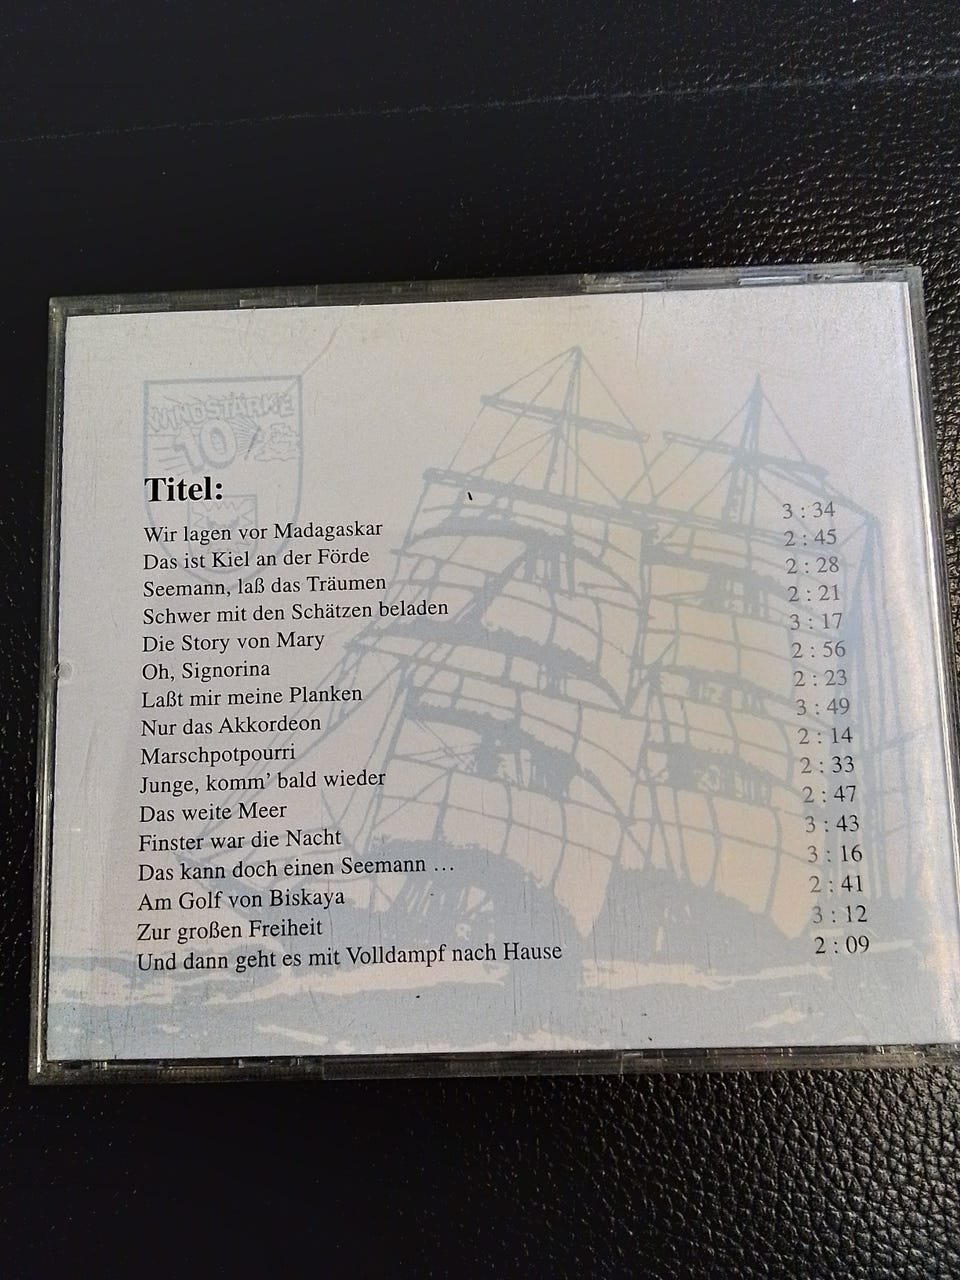 WINDSTÄRKE
10
Titel:
Wir lagen vor Madagaskar 3 : 34
Das ist Kiel an der Förde 2 : 45
Seemann, laß das Träumen 2 : 28
Schwer mit den Schätzen beladen 2 : 21
Die Story von Mary 3 : 17
Oh, Signorina 2 : 56
Laßt mir meine Planken 2 : 23
Nur das Akkordeon 3 : 49
Marschpotpourri 2 : 14
Junge, komm’ bald wieder 2 : 33
Das weite Meer 2 : 47
Finster war die Nacht 3 : 43
Das kann doch einen Seemann … 3 : 16
Am Golf von Biskaya 2 : 41
Zur großen Freiheit 3 : 12
Und dann geht es mit Volldampf nach Hause 2 : 09